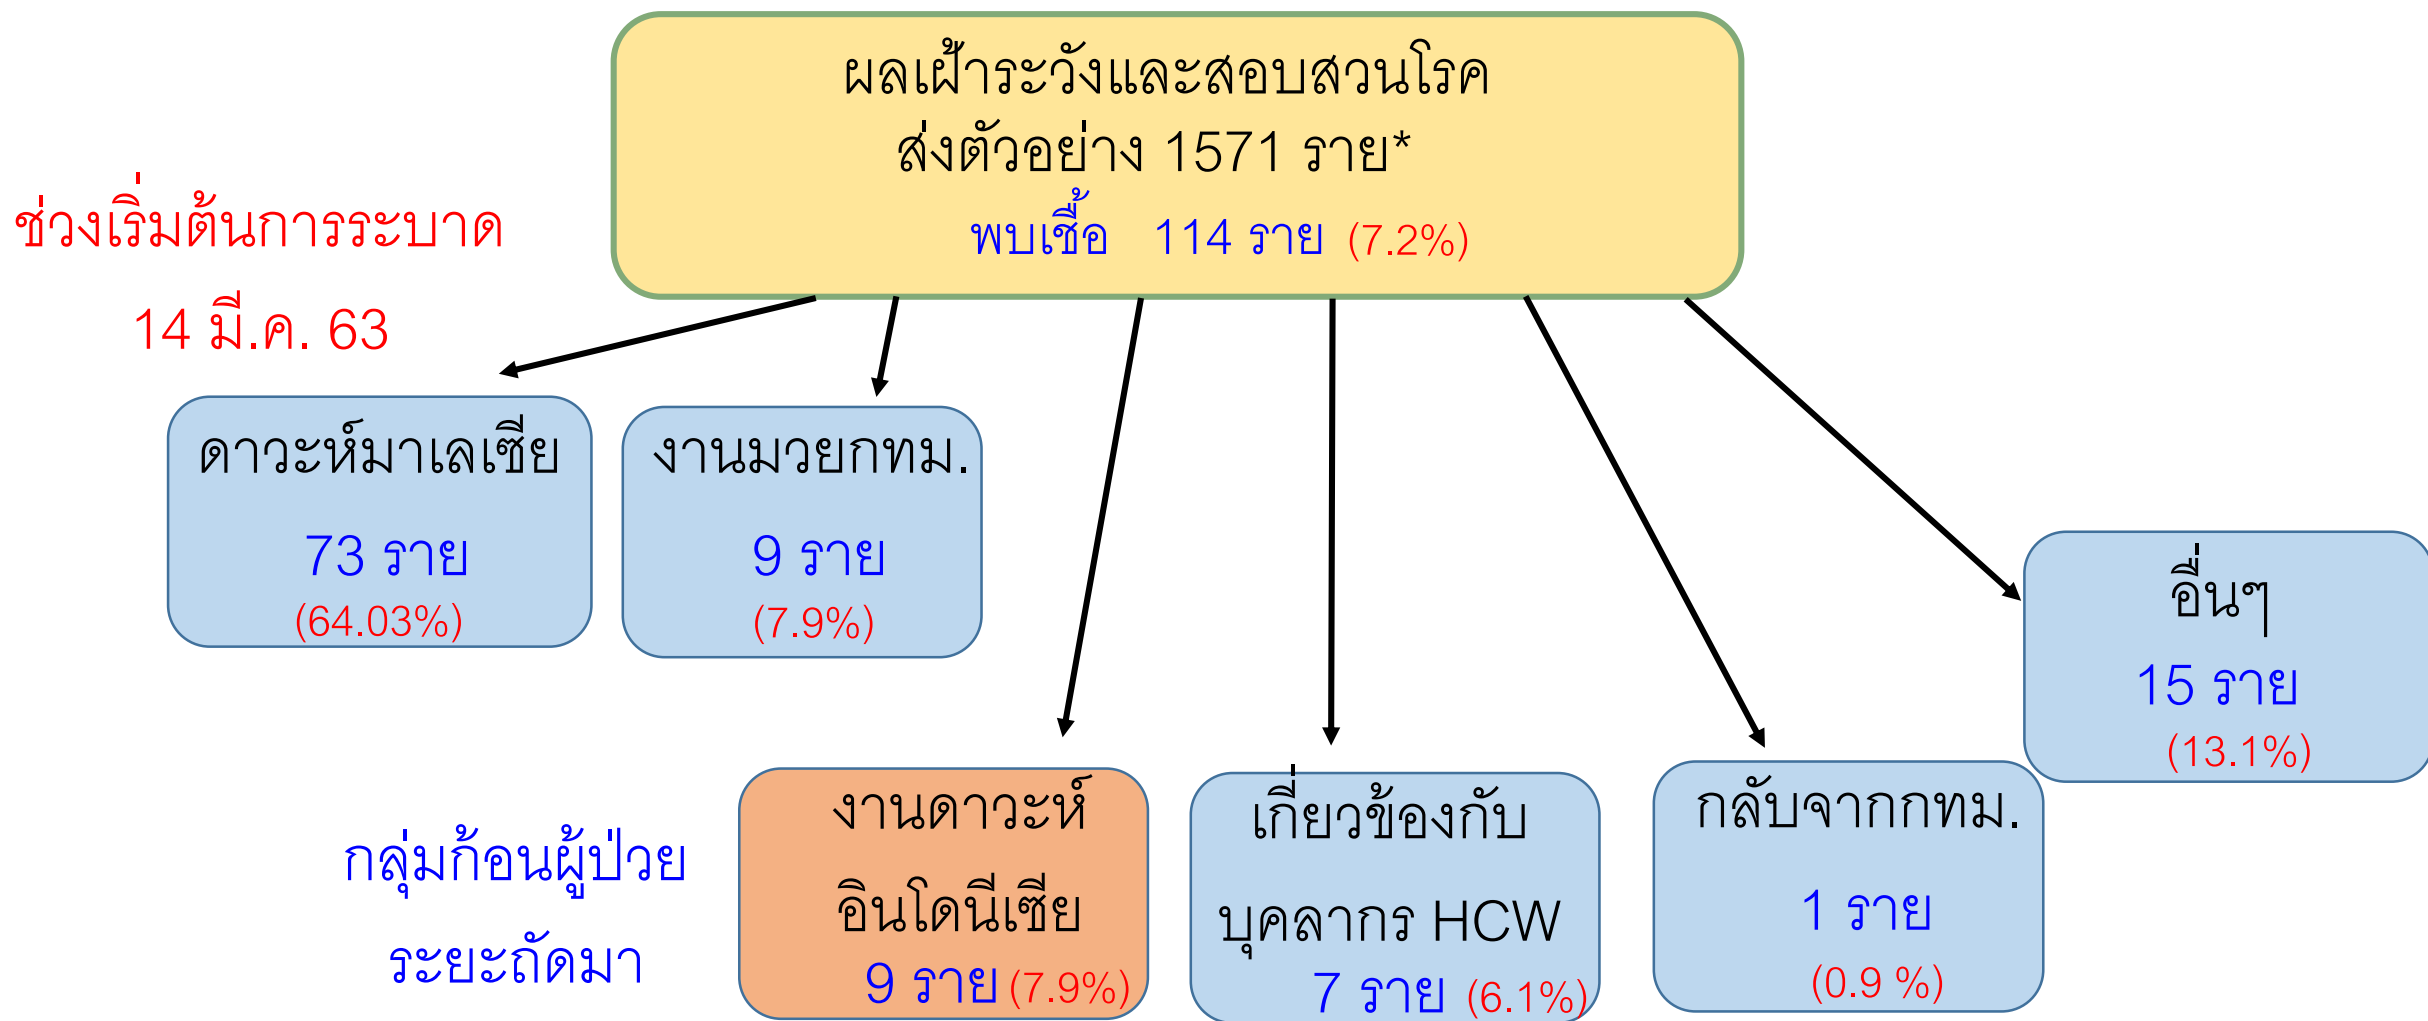 ผลเฝ้าระวังและสอบสวนโรค
ส่งตัวอย่าง 1571 ราย*
พบเชื้อ 114 ราย (7.2%)
ช่วงเริ่มต้นการระบาด
14 มี.ค. 63
ดาวะห์มาเลเซีย
73 ราย
(64.03%)
งานมวยกทม.
9 ราย
(7.9%)
อื่นๆ
15 ราย
(13.1%)
กลุ่มก้อนผู้ป่วย
ระยะถัดมา
งานดาวะห์
อินโดนีเซีย
9 ราย (7.9%)
เกี่ยวข้องกับ
บุคลากร HCW
7 ราย (6.1%)
กลับจากกทม.
1 ราย
(0.9 %)